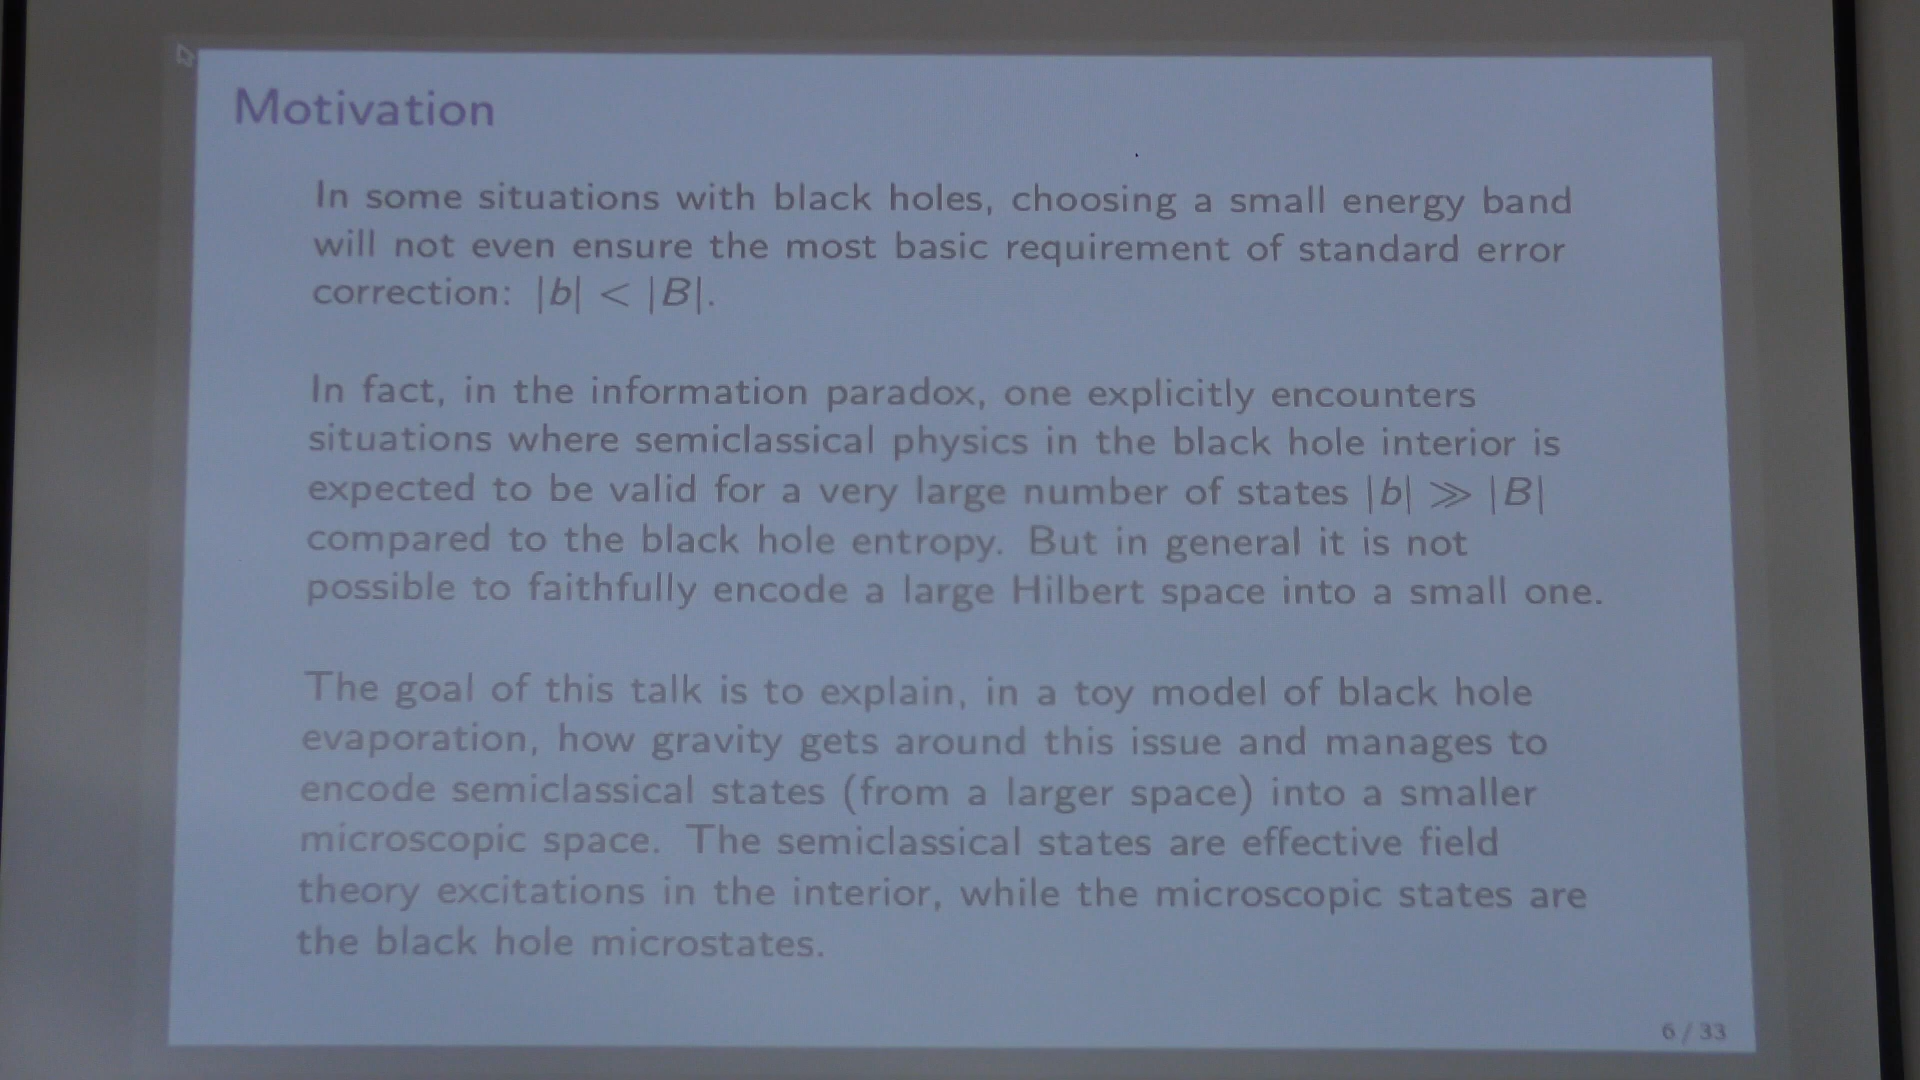 Motivation
In some situations with black holes, choosing a small energy band
will not even ensure the most basic requirement of standard error
correction: |b| < |B|.
In fact, in the information paradox, one explicitly encounters
situations where semiclassical physics in the black hole interior is
expected to be valid for a very large number of states |b| ≫ |B|
compared to the black hole entropy. But in general it is not
possible to faithfully encode a large Hilbert space into a small one.
The goal of this talk is to explain, in a toy model of black hole
evaporation, how gravity gets around this issue and manages to
encode semiclassical states (from a larger space) into a smaller
microscopic space. The semiclassical states are effective field
theory excitations in the interior, while the microscopic states are
the black hole microstates.
6 / 33